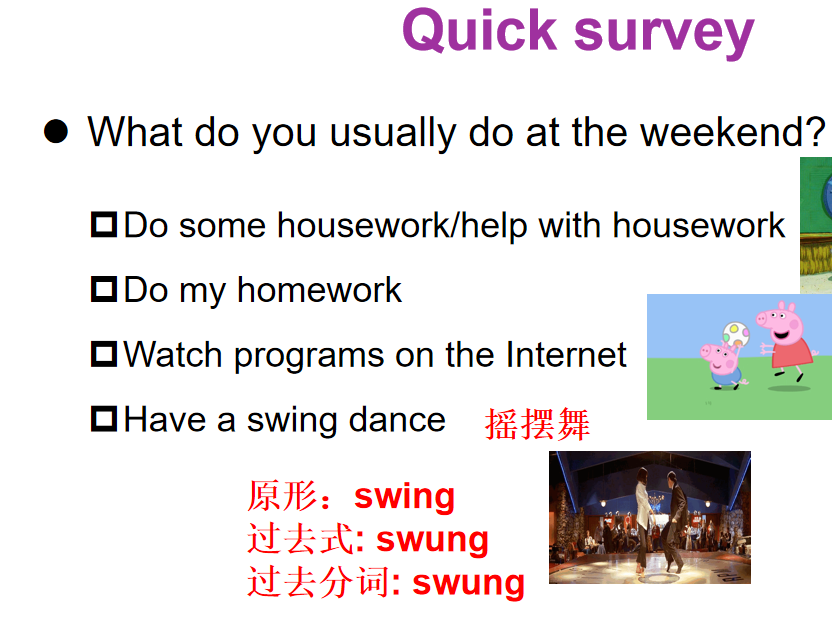 Quick survey
What do you usually do at the weekend?
Do some housework/help with housework
Do my homework
Watch programs on the Internet
Have a swing dance 摇摆舞
原形：swing
过去式: swung
过去分词: swung